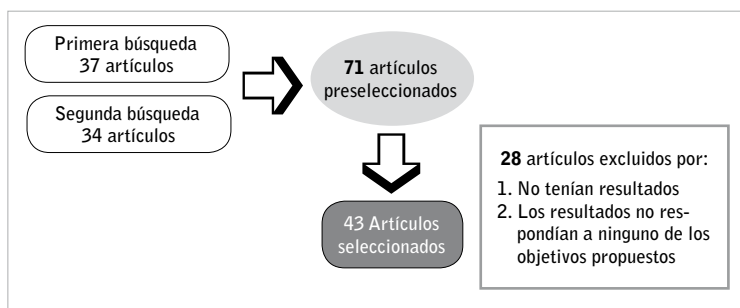 Primera búsqueda
37 artículos
Segunda búsqueda
34 artículos
71 artículos
preseleccionados
43 Artículos
seleccionados
28 artículos excluidos por:
1. No tenían resultados
2. Los resultados no res-
pondían a ninguno de los
objetivos propuestos